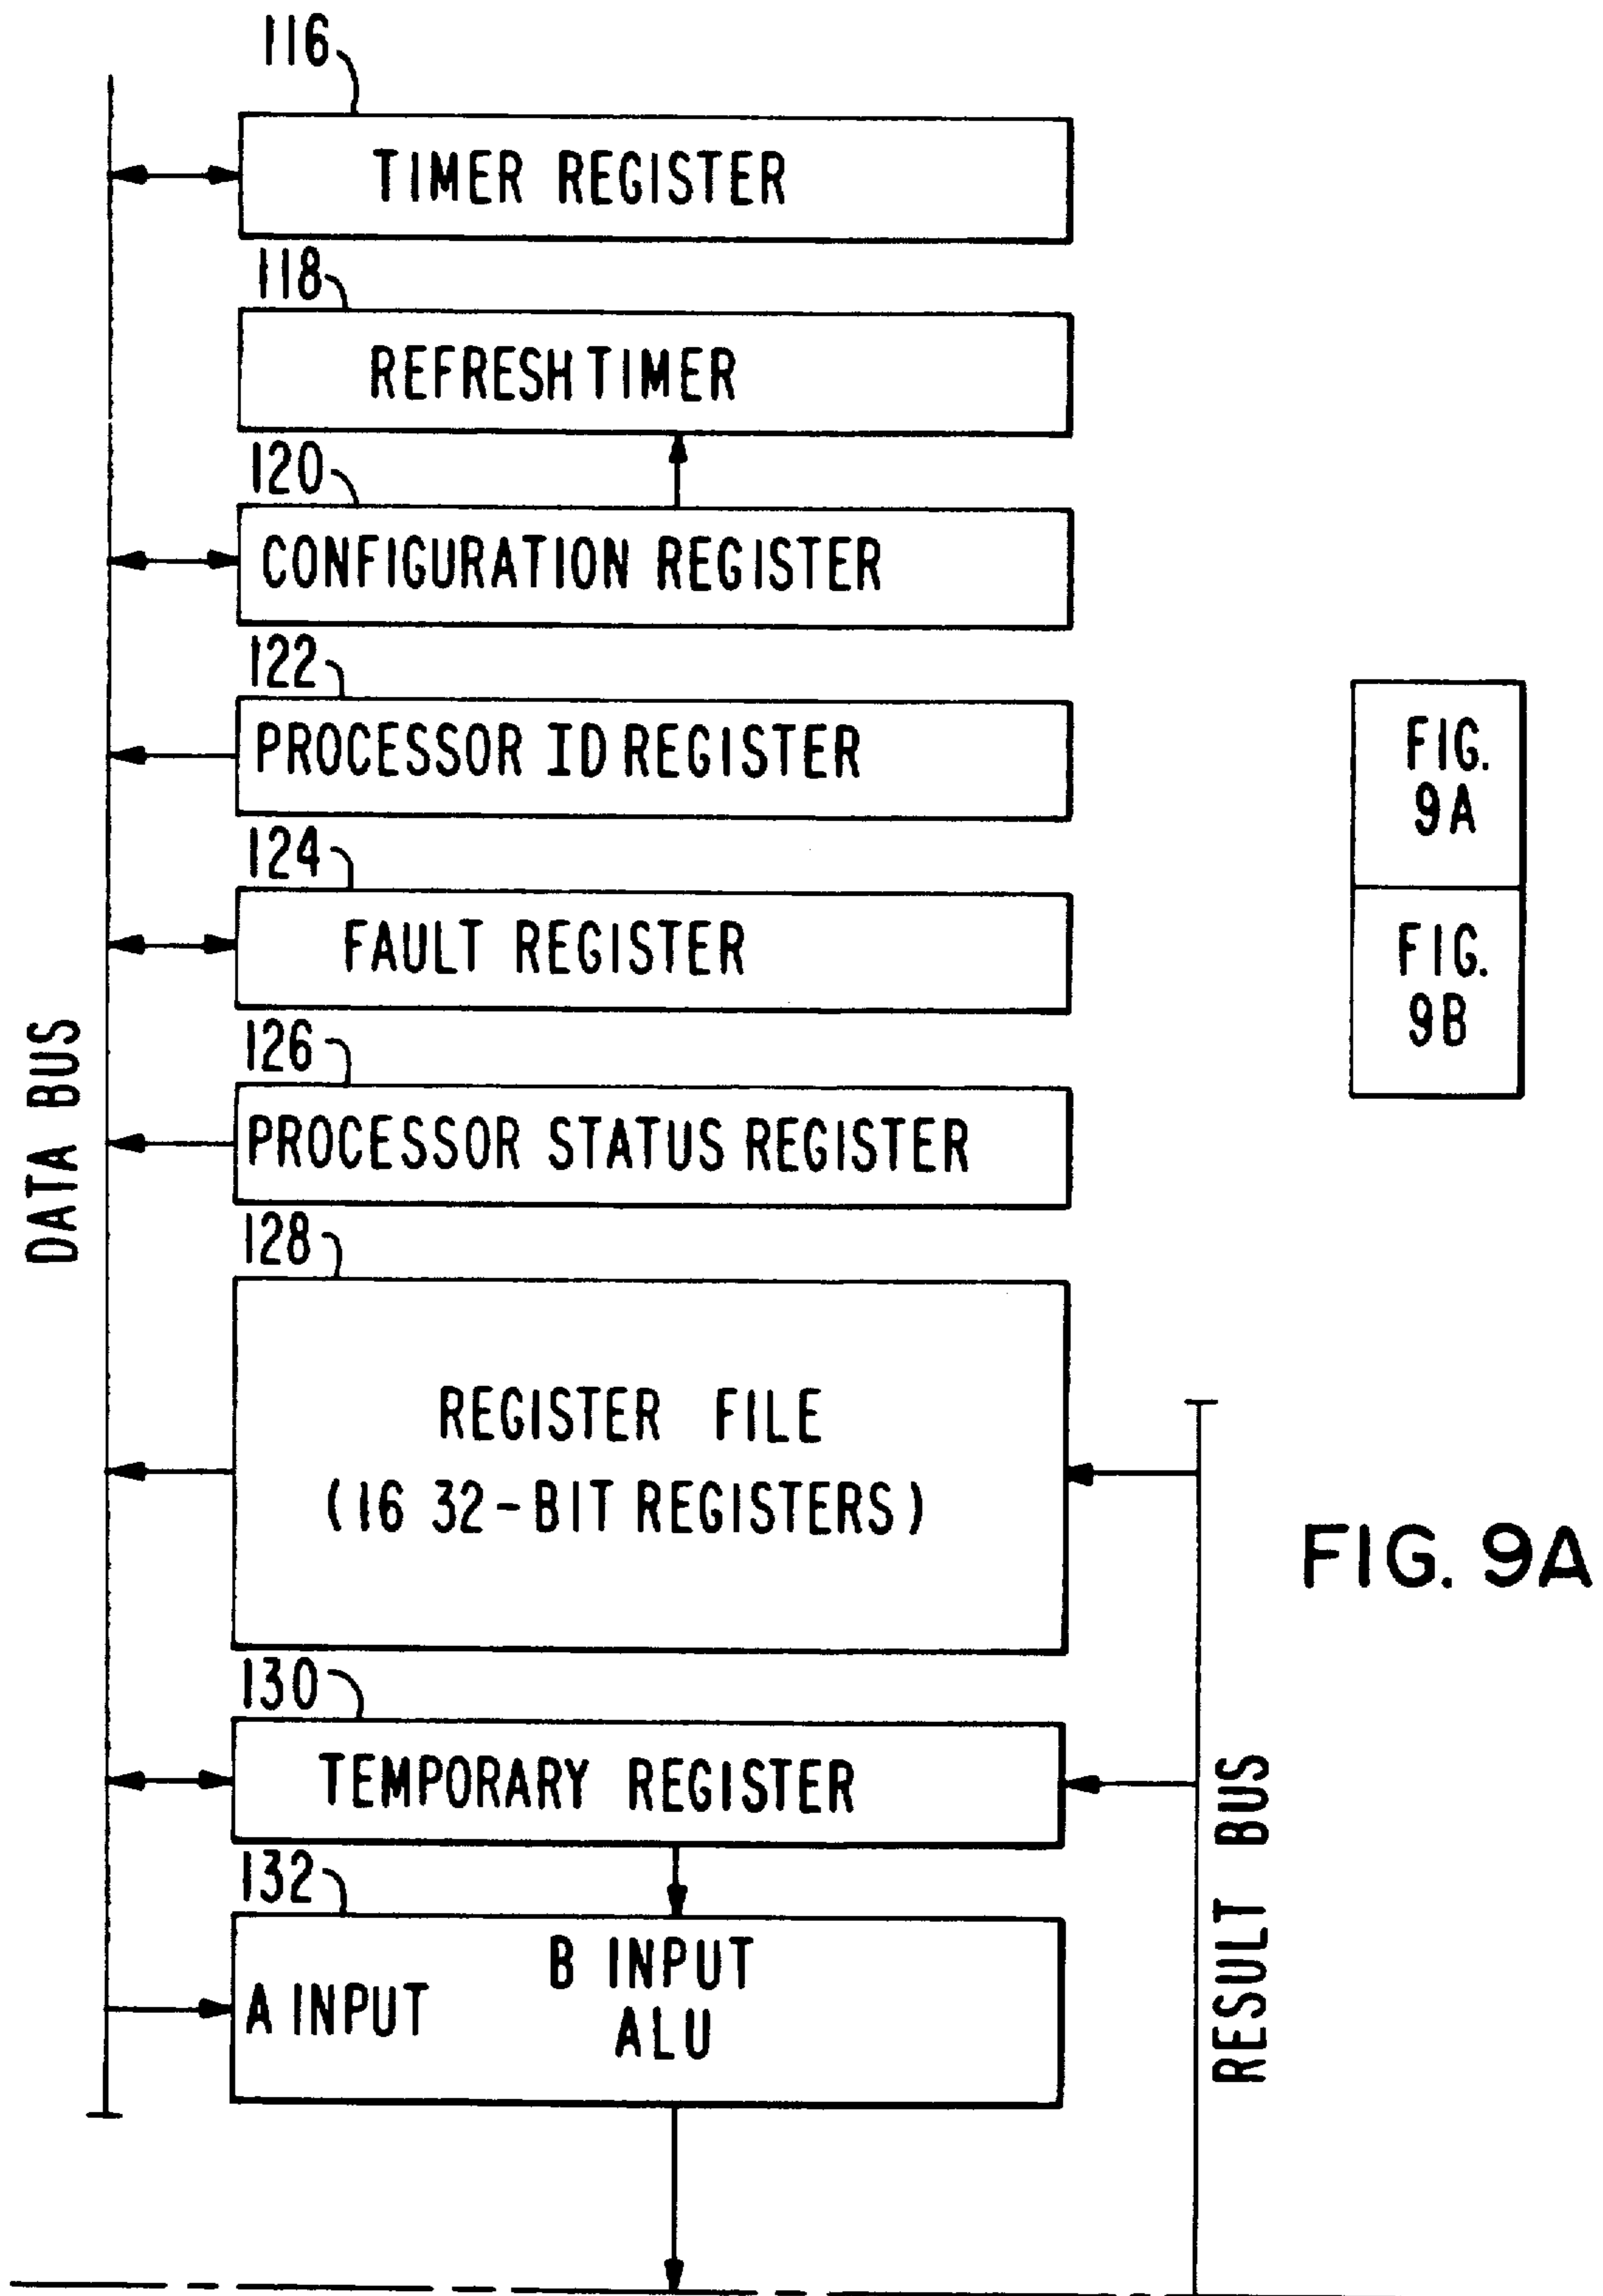 116
TIMER REGISTER
118
REFRESH TIMER
120
CONFIGURATION REGISTER
122
PROCESSOR ID REGISTER
124
FAULT REGISTER
126
PROCESSOR STATUS REGISTER
128
REGISTER FILE
(16 32-BIT REGISTERS)
130
TEMPORARY REGISTER
132
B INPUT
A INPUT
ALU
DATA BUS
RESULT BUS
FIG.
9A
FIG.
9B
FIG. 9A